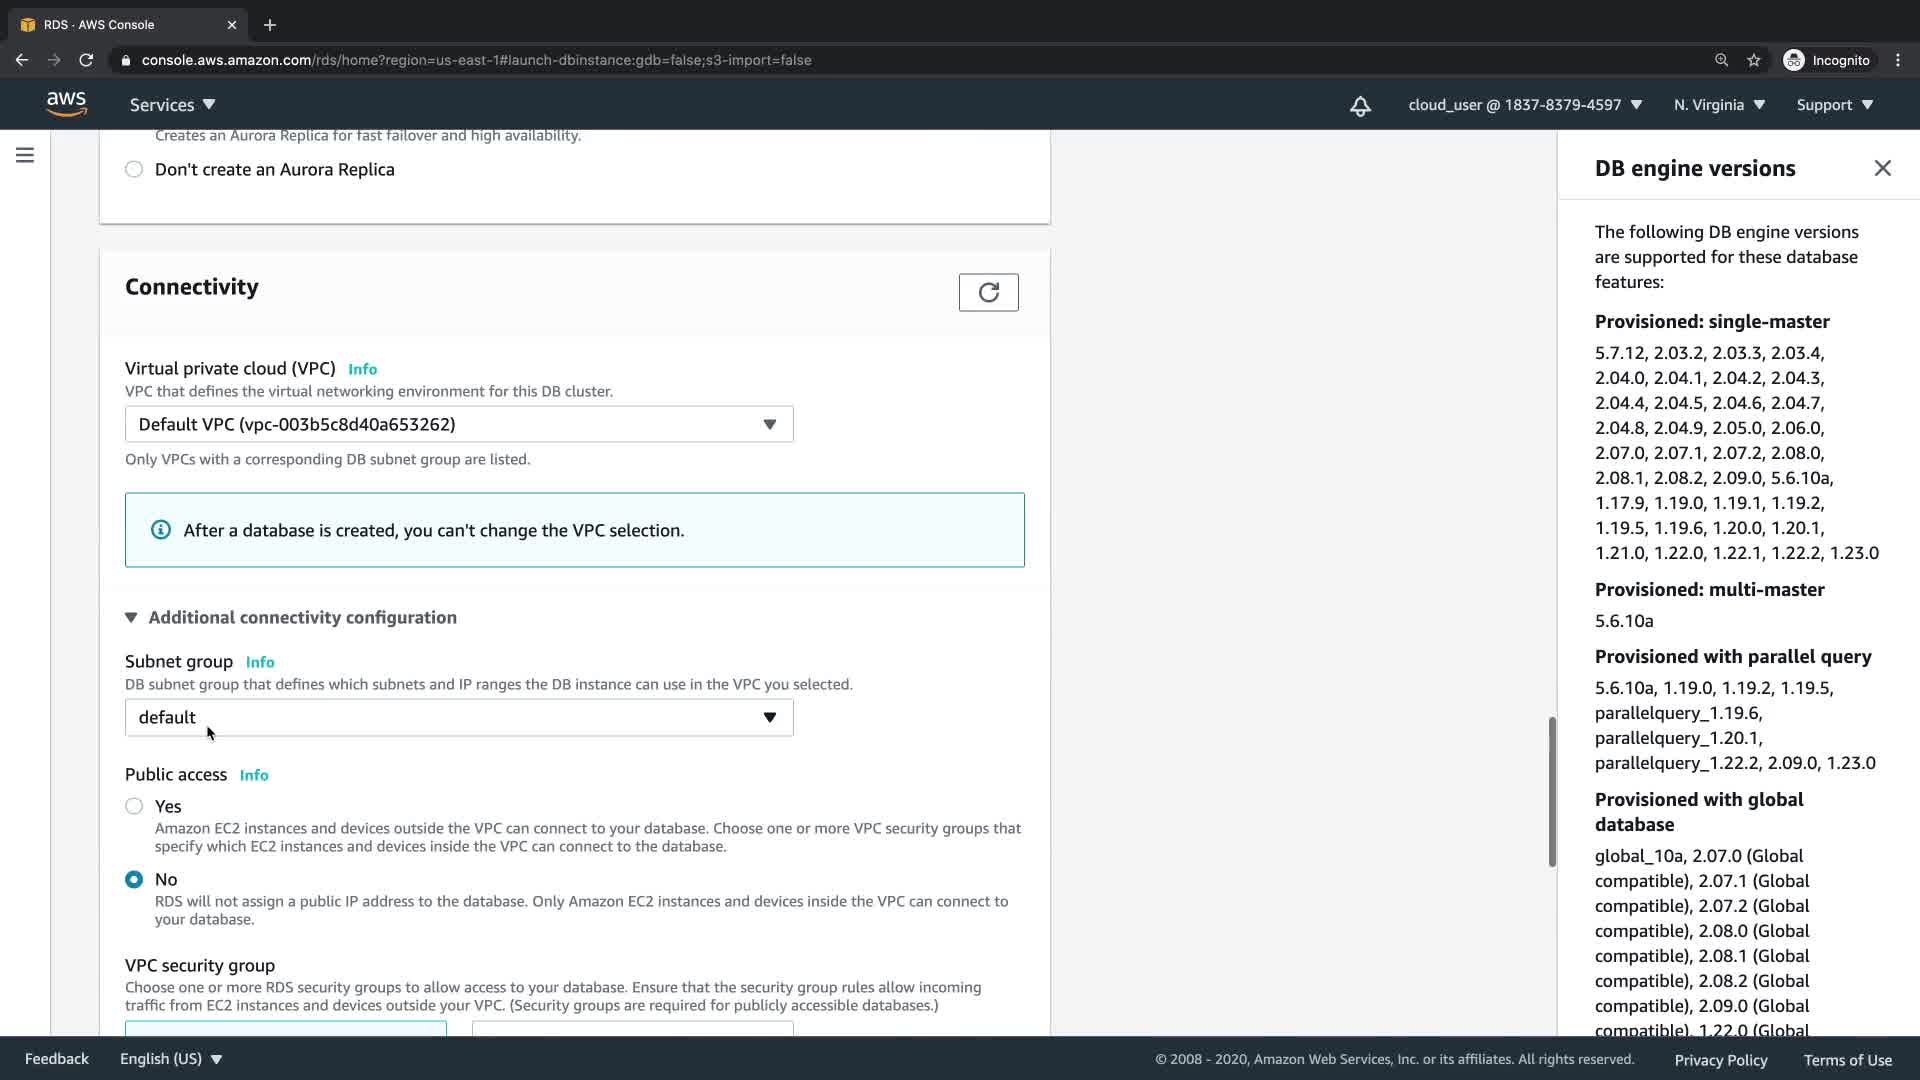 RDS · AWS Console
console.aws.amazon.com/rds/home?region=us-east-1#launch-dbinstance:gdb=false;s3-import=false
Incognito
aws
Services
cloud_user @ 1837-8379-4597
N. Virginia
Support
Creates an Aurora Replica for fast failover and high availability.
Don't create an Aurora Replica
Connectivity
Virtual private cloud (VPC) Info
VPC that defines the virtual networking environment for this DB cluster.
Default VPC (vpc-003b5c8d40a653262)
Only VPCs with a corresponding DB subnet group are listed.
After a database is created, you can't change the VPC selection.
Additional connectivity configuration
Subnet group Info
DB subnet group that defines which subnets and IP ranges the DB instance can use in the VPC you selected.
default
Public access Info
Yes
Amazon EC2 instances and devices outside the VPC can connect to your database. Choose one or more VPC security groups that
specify which EC2 instances and devices inside the VPC can connect to the database.
No
RDS will not assign a public IP address to the database. Only Amazon EC2 instances and devices inside the VPC can connect to
your database.
VPC security group
Choose one or more RDS security groups to allow access to your database. Ensure that the security group rules allow incoming
traffic from EC2 instances and devices outside your VPC. (Security groups are required for publicly accessible databases.)
DB engine versions
The following DB engine versions
are supported for these database
features:
Provisioned: single-master
5.7.12, 2.03.2, 2.03.3, 2.03.4,
2.04.0, 2.04.1, 2.04.2, 2.04.3,
2.04.4, 2.04.5, 2.04.6, 2.04.7,
2.04.8, 2.04.9, 2.05.0, 2.06.0,
2.07.0, 2.07.1, 2.07.2, 2.08.0,
2.08.1, 2.08.2, 2.09.0, 5.6.10a,
1.17.9, 1.19.0, 1.19.1, 1.19.2,
1.19.5, 1.19.6, 1.20.0, 1.20.1,
1.21.0, 1.22.0, 1.22.1, 1.22.2, 1.23.0
Provisioned: multi-master
5.6.10a
Provisioned with parallel query
5.6.10a, 1.19.0, 1.19.2, 1.19.5,
parallelquery_1.19.6,
parallelquery_1.20.1,
parallelquery_1.22.2, 2.09.0, 1.23.0
Provisioned with global
database
global_10a, 2.07.0 (Global
compatible), 2.07.1 (Global
compatible), 2.07.2 (Global
compatible), 2.08.0 (Global
compatible), 2.08.1 (Global
compatible), 2.08.2 (Global
compatible), 2.09.0 (Global
compatible), 1.22.0 (Global
Feedback
English (US)
© 2008 - 2020, Amazon Web Services, Inc. or its affiliates. All rights reserved.
Privacy Policy
Terms of Use